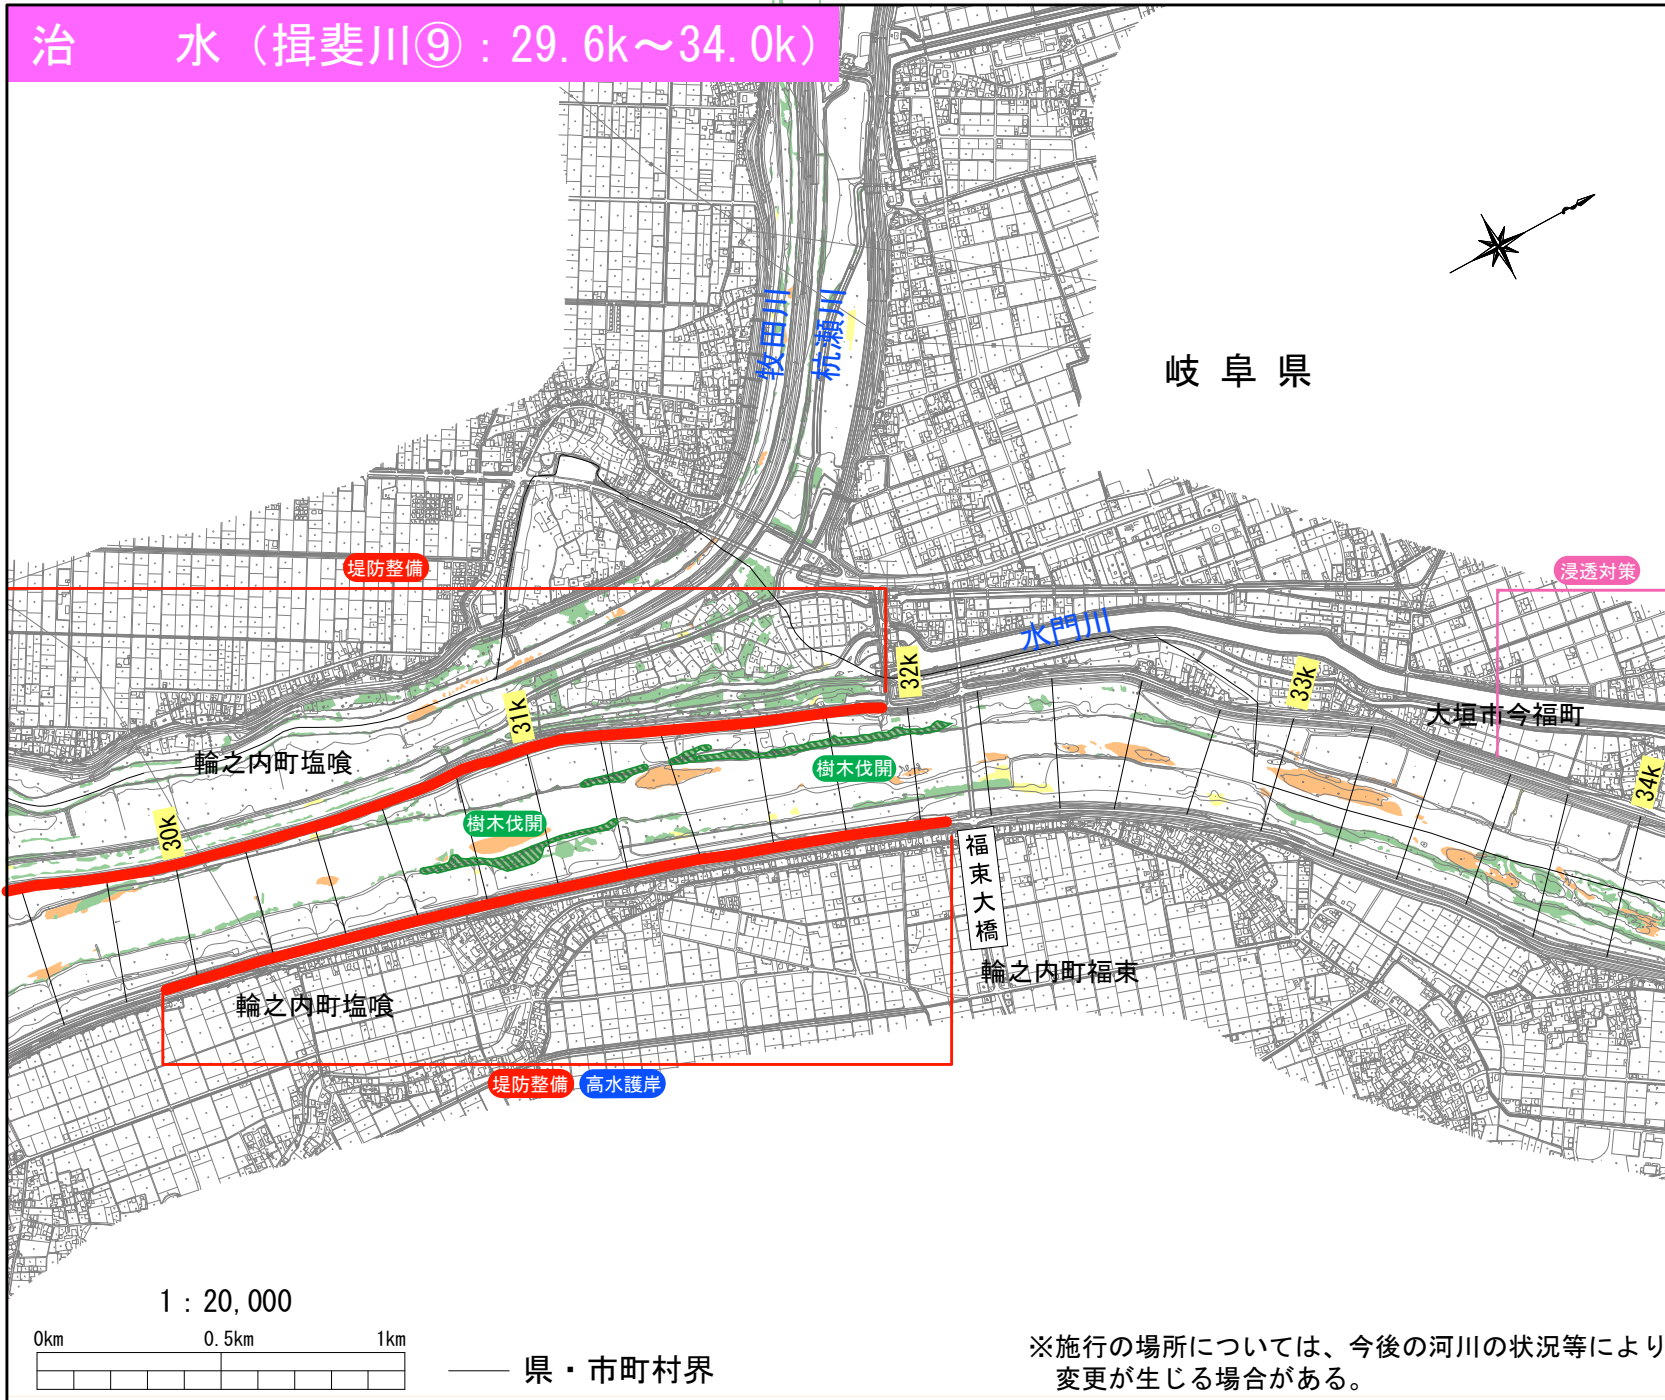 治　水（揖斐川⑨：29.6k～34.0k）
牧田川
杭瀬川
岐阜県
堤防整備
浸透対策
水門川
32k
33k
31k
大垣市今福町
輪之内町塩喰
樹木伐開
34k
30k
樹木伐開
福東大橋
輪之内町福束
輪之内町塩喰
堤防整備 高水護岸
1：20,000
0km 0.5km 1km
県・市町村界
※施行の場所については、今後の河川の状況等により
変更が生じる場合がある。